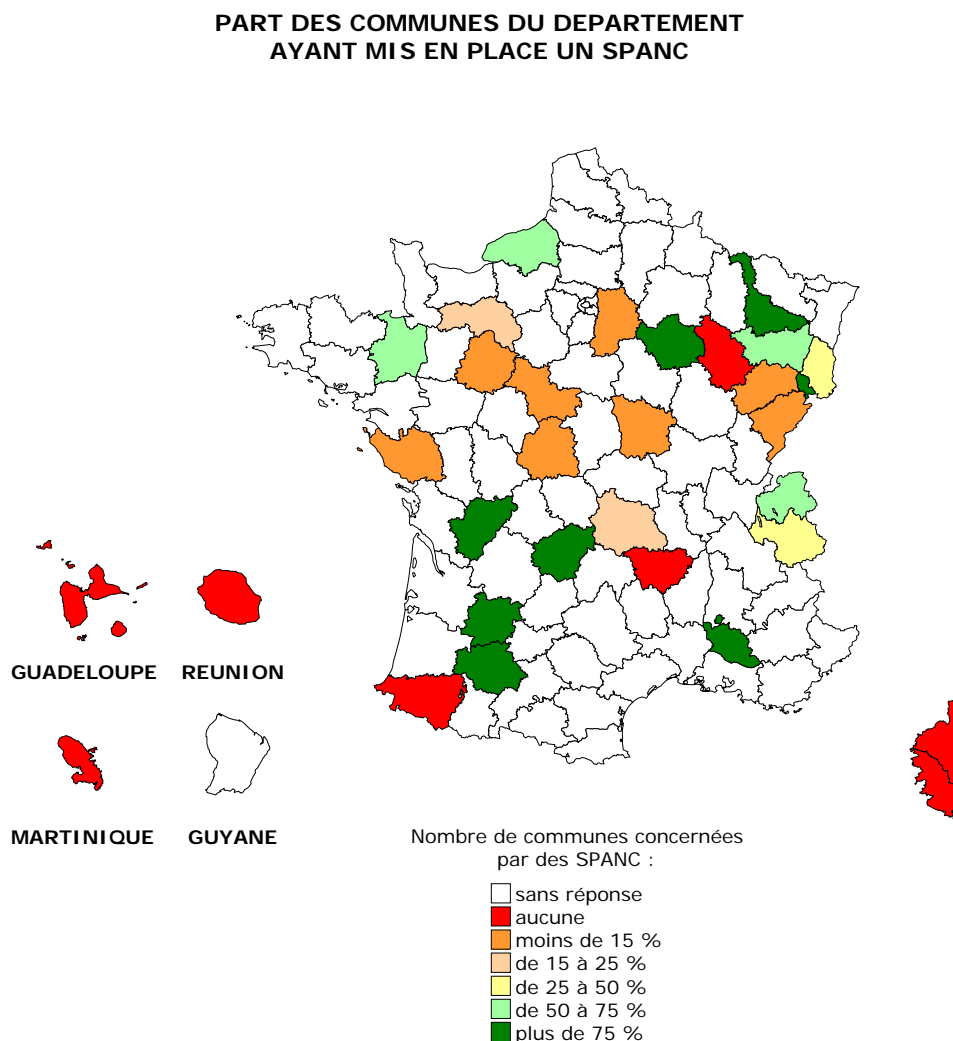 PART DES COMMUNES DU DEPARTEMENT
AYANT MIS EN PLACE UN SPANC
GUADELOUPE
REUNION
MARTINIQUE
GUYANE
Nombre de communes concernées
par des SPANC :
sans réponse
aucune
moins de 15 %
de 15 à 25 %
de 25 à 50 %
de 50 à 75 %
plus de 75 %